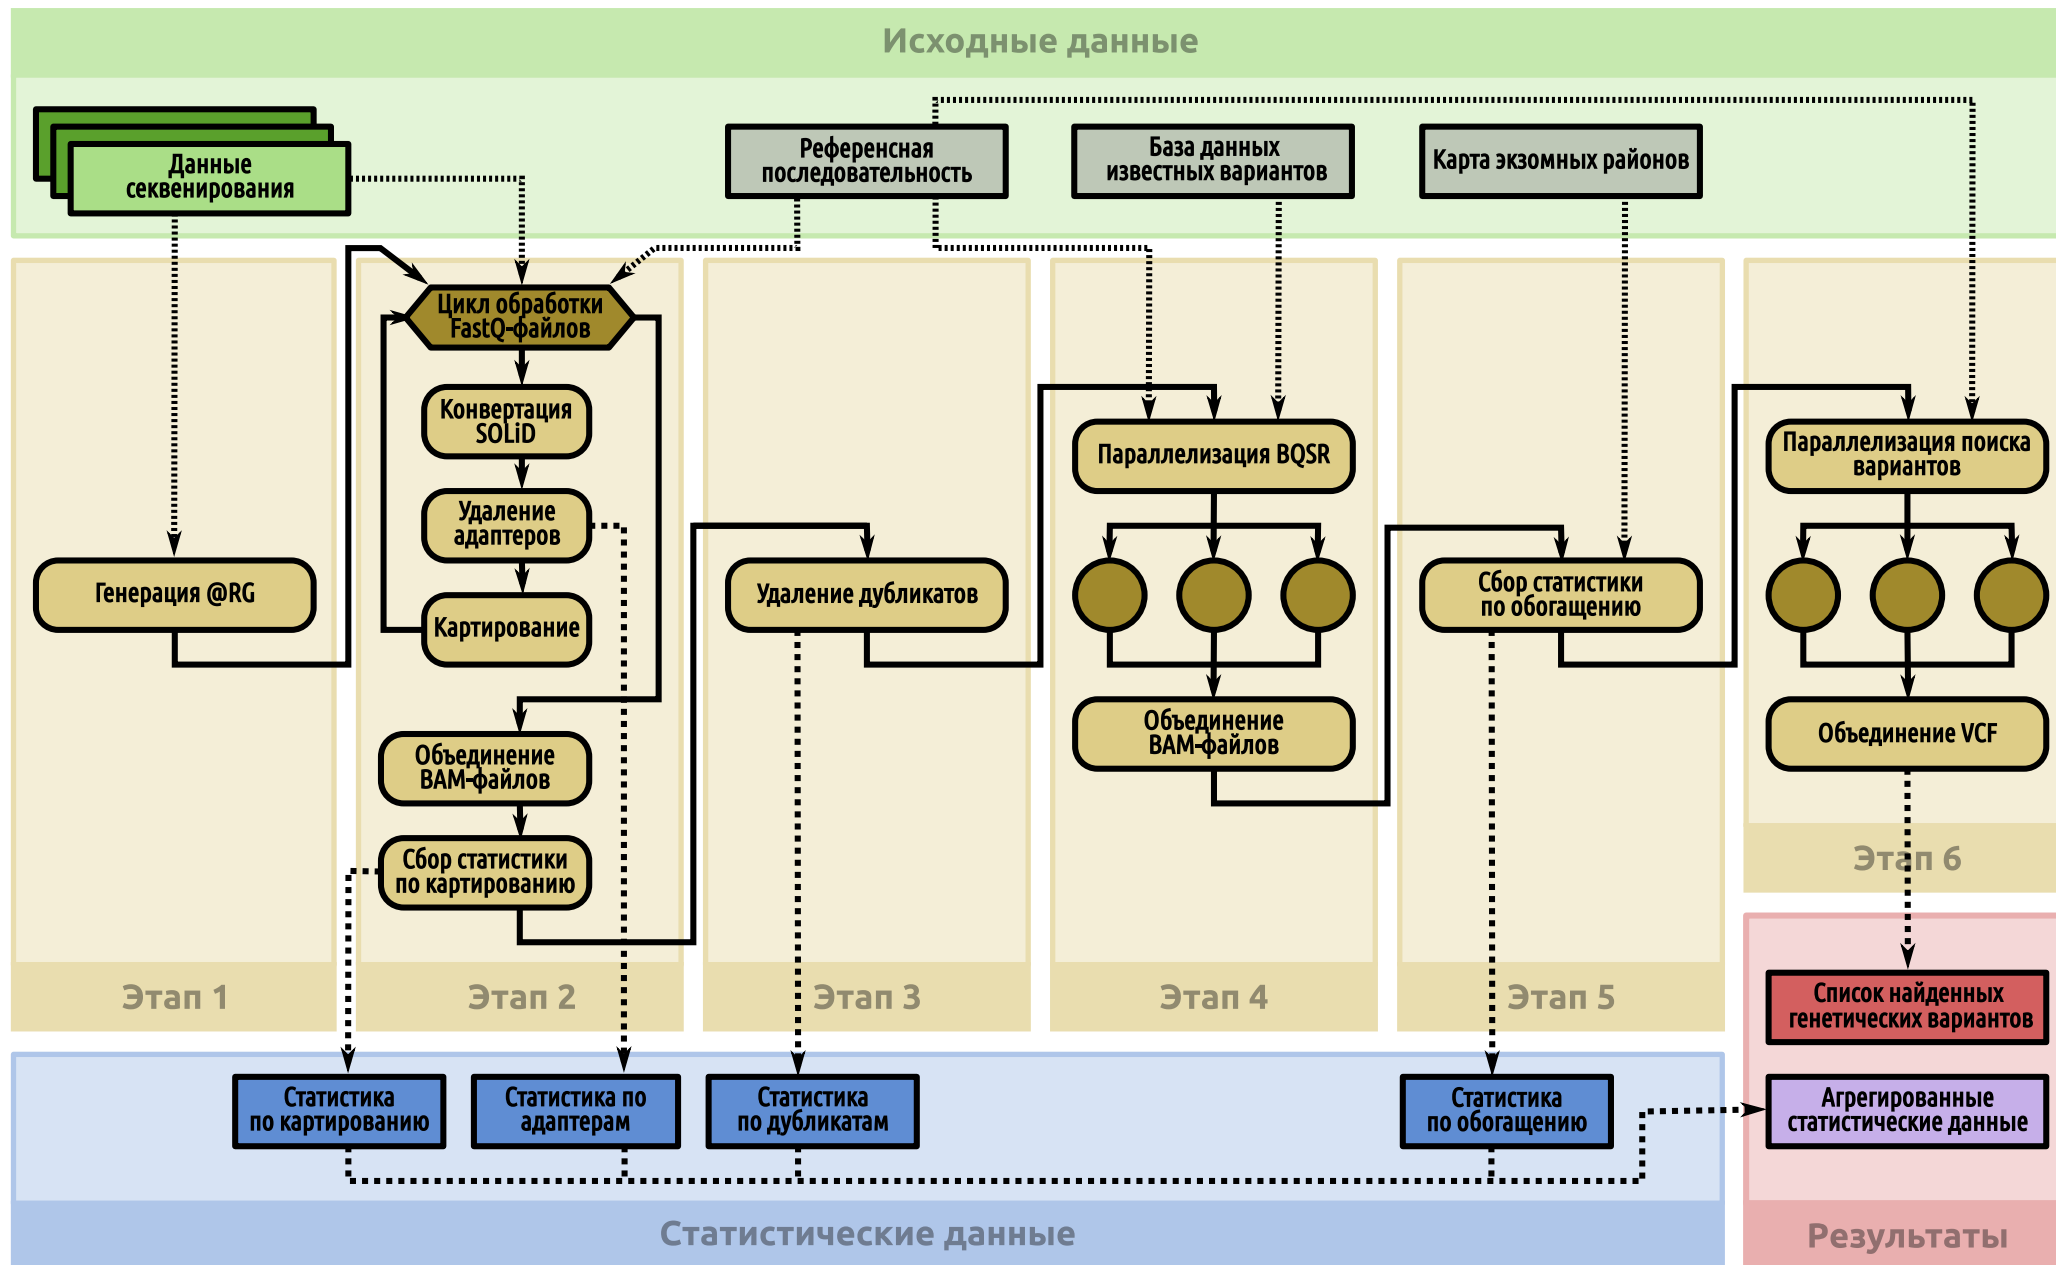 Исходные данные
Данные
секвенирования
Референсная
последовательность
База данных
известных вариантов
Карта экзомных районов
Цикл обработки
FastQ-файлов
Конвертация
SOLiD
Удаление
адаптеров
Картирование
Генерация @RG
Объединение
BAM-файлов
Сбор статистики
по картированию
Удаление дубликатов
Параллелизация BQSR
Объединение
BAM-файлов
Сбор статистики
по обогащению
Параллелизация поиска
вариантов
Объединение VCF
Этап 1
Этап 2
Этап 3
Этап 4
Этап 5
Этап 6
Список найденных
генетических вариантов
Статистика
по картированию
Статистика по
адаптерам
Статистика
по дубликатам
Статистика
по обогащению
Агрегированные
статистические данные
Статистические данные
Результаты